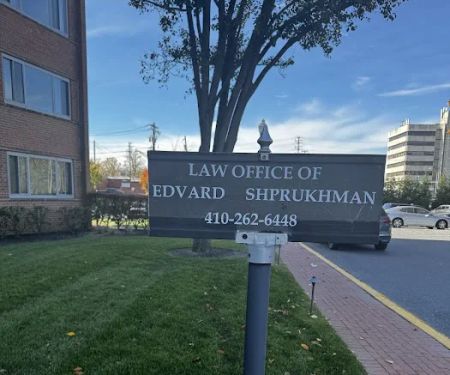 LAW OFFICE OF
EDVARD SHPRUKHMAN
410-262-6448